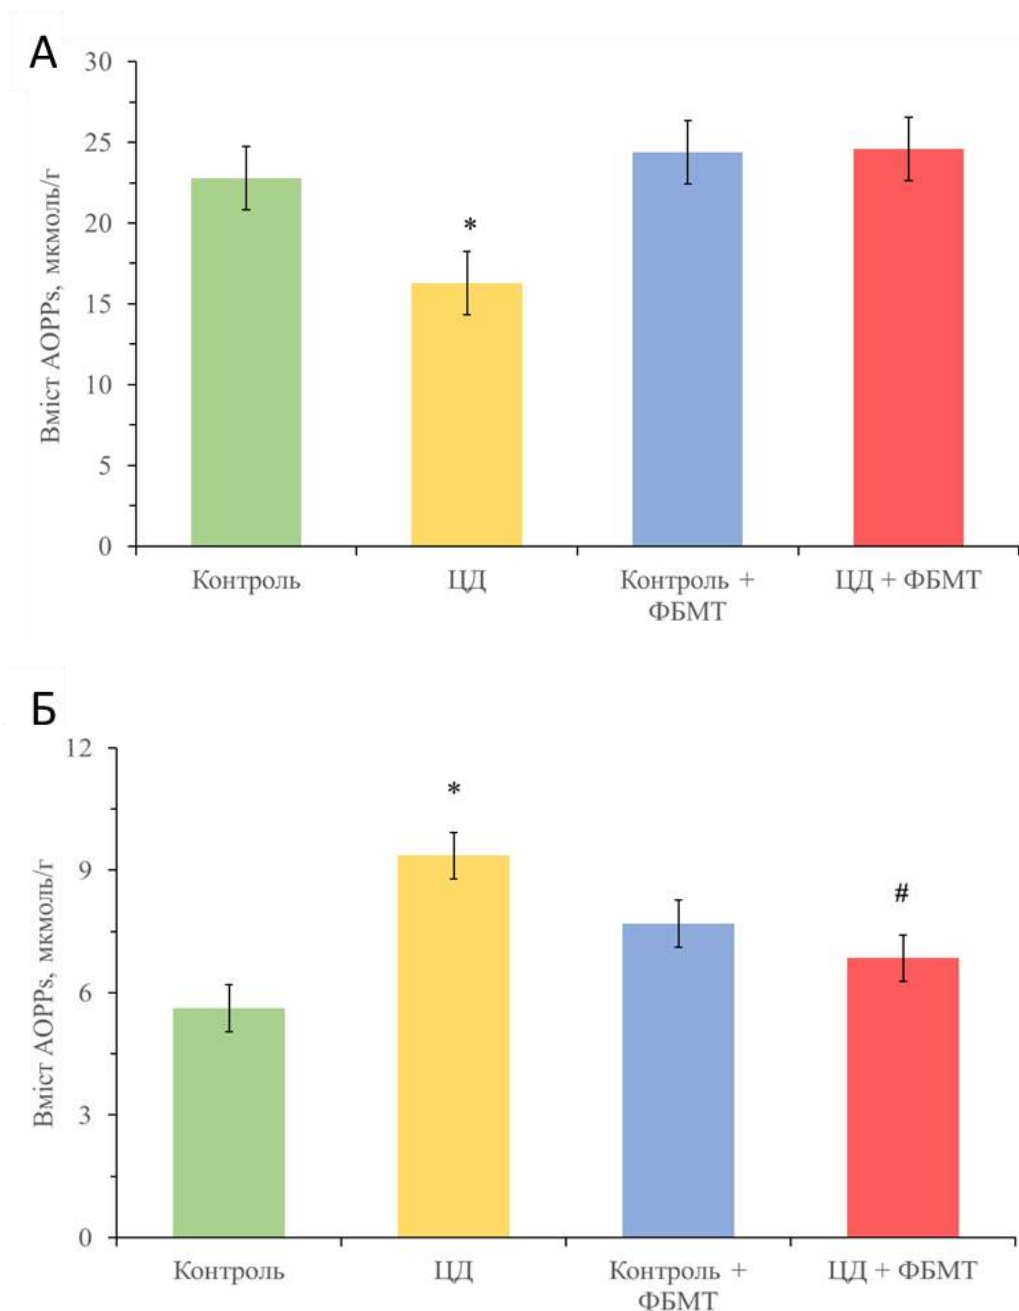 А
Вміст AOPPs, мкмоль/г
30
25
20
15
10
5
0
*
Контроль
ЦД
Контроль +
ФБМТ
ЦД + ФБМТ
Б
Вміст AOPPs, мкмоль/г
12
9
6
3
0
*
#
Контроль
ЦД
Контроль +
ФБМТ
ЦД + ФБМТ